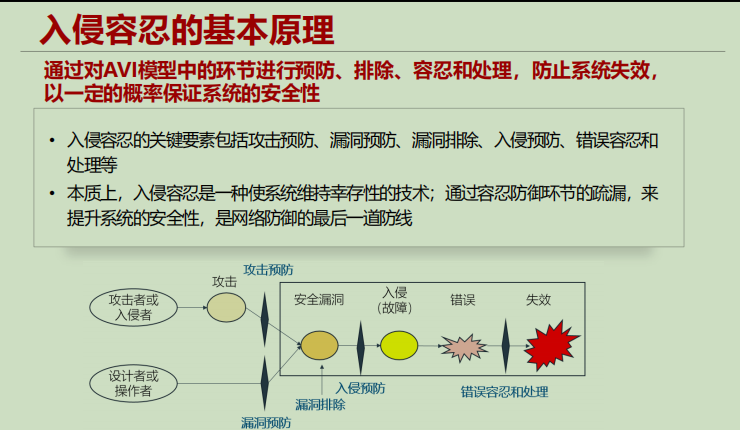 入侵容忍的基本原理
通过对AVI模型中的环节进行预防、排除、容忍和处理，防止系统失效，
以一定的概率保证系统的安全性
• 入侵容忍的关键要素包括攻击预防、漏洞预防、漏洞排除、入侵预防、错误容忍和
处理等
• 本质上，入侵容忍是一种使系统维持幸存性的技术；通过容忍防御环节的疏漏，来
提升系统的安全性，是网络防御的最后一道防线
攻击预防
攻击
攻击者或
入侵者
安全漏洞
入侵
（故障）
错误
失效
设计者或
操作者
入侵预防
错误容忍和处理
漏洞排除
漏洞预防